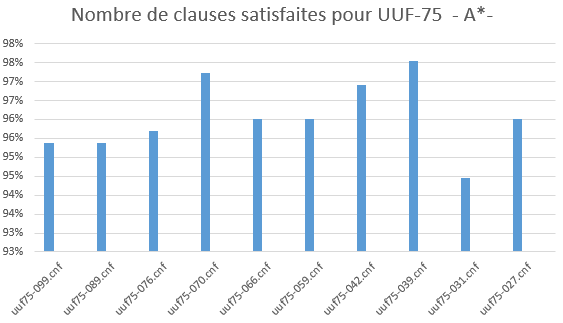 Nombre de clauses satisfaites pour UUF-75 - A*-
98%
98%
97%
97%
96%
96%
95%
95%
94%
94%
93%
93%
uuf75-099.cnf
uuf75-089.cnf
uuf75-076.cnf
uuf75-070.cnf
uuf75-066.cnf
uuf75-059.cnf
uuf75-042.cnf
uuf75-039.cnf
uuf75-031.cnf
uuf75-027.cnf